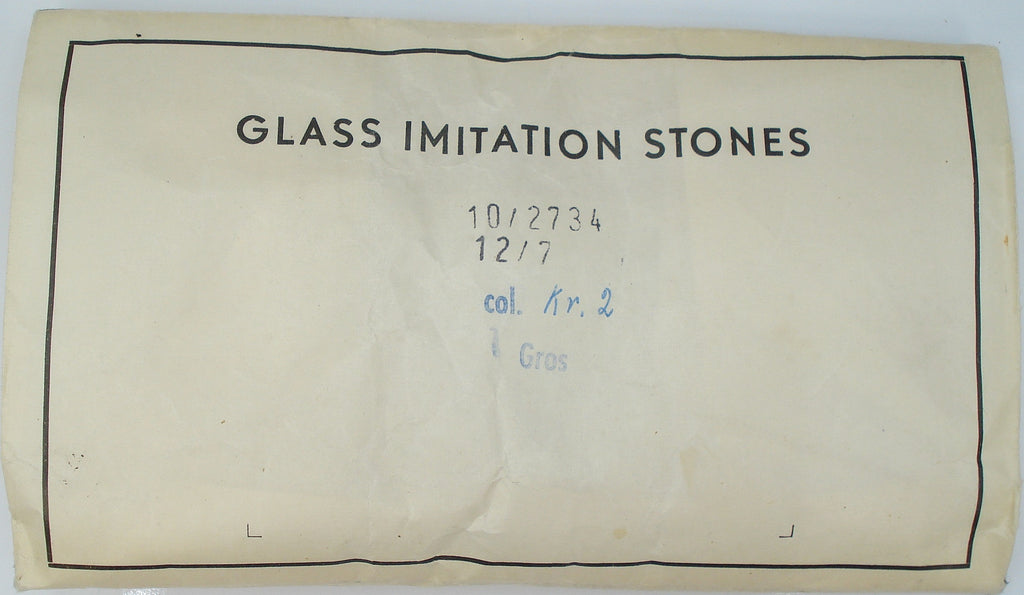 GLASS IMITATION STONES
10/2734
12/7
col. Kr. 2
1 Gros